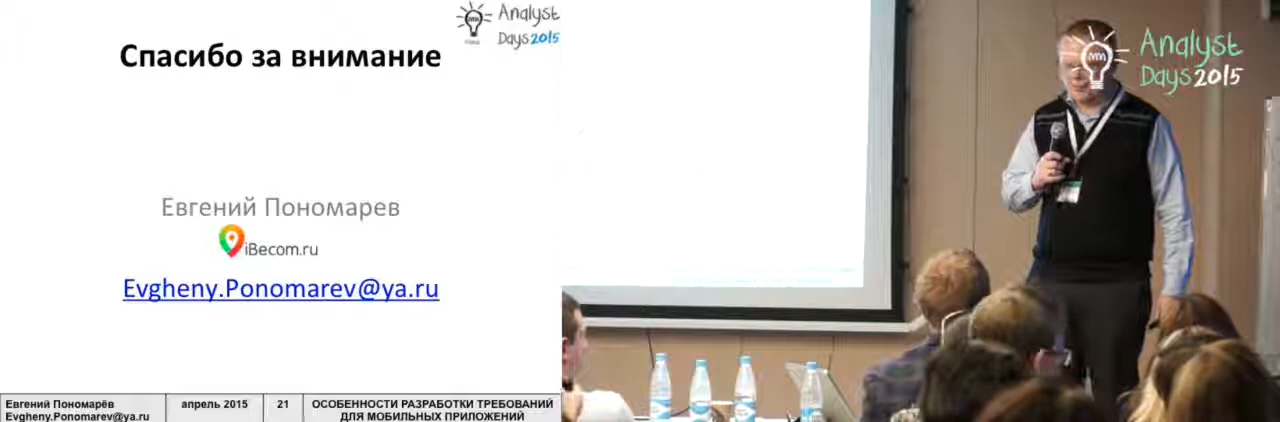 Analyst
Days 2015
Спасибо за внимание
Евгений Пономарев
iBecom.ru
Evgheny.Ponomarev@ya.ru
Евгений Пономарёв
Evgheny.Ponomarev@ya.ru
апрель 2015
21
ОСОБЕННОСТИ РАЗРАБОТКИ ТРЕБОВАНИЙ
ДЛЯ МОБИЛЬНЫХ ПРИЛОЖЕНИЙ
Analyst
Days 2015